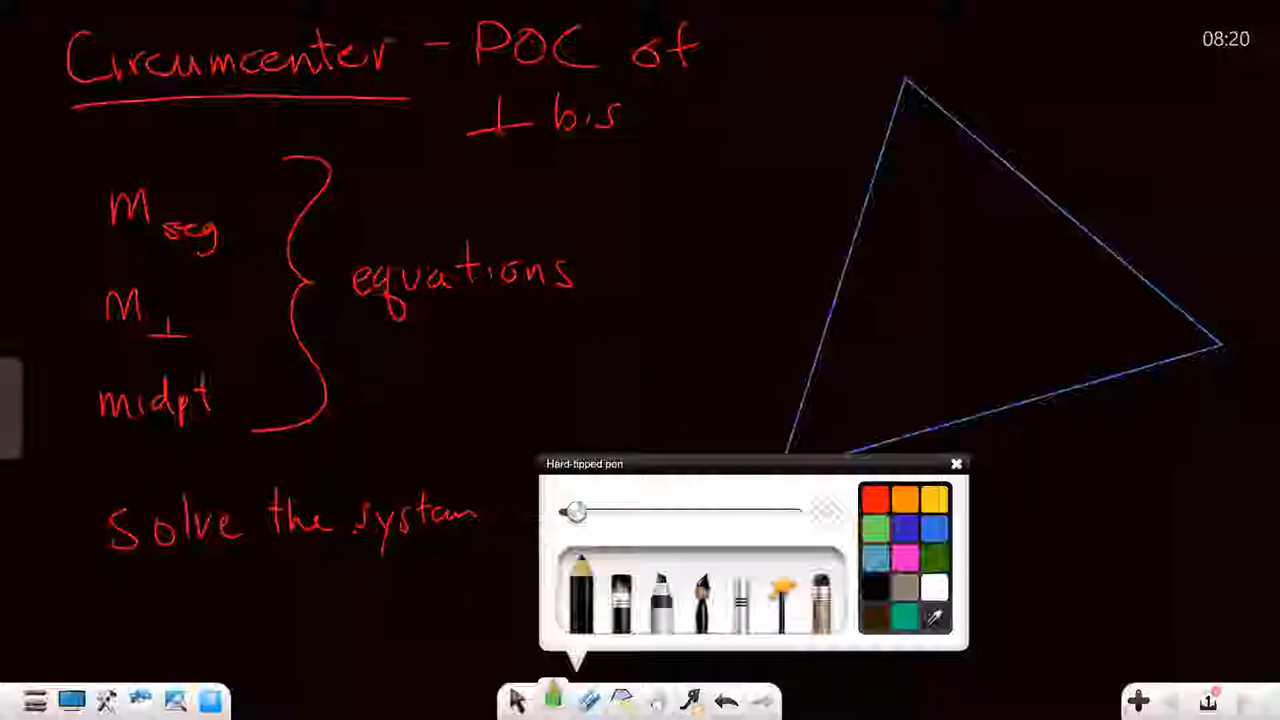 Circumcenter - POC of
⊥ bis
08:20
m seg
m ⊥
midpt
equations
Solve the system
Hard-tipped pen